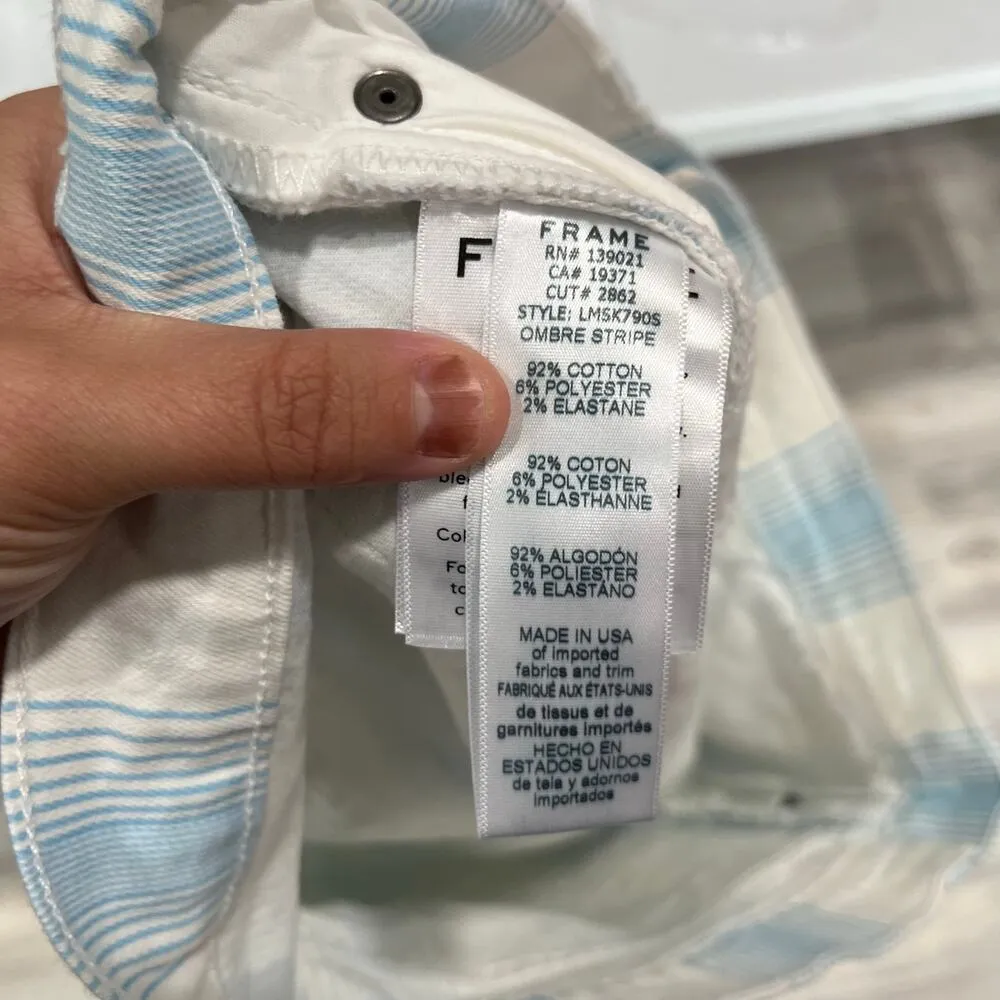 FRAME
RN# 139021
CA# 19371
CUT# 2862
STYLE: LMSK790S
OMBRE STRIPE
92% COTTON
6% POLYESTER
2% ELASTANE
92% COTON
6% POLYESTER
2% ÉLASTHANNE
92% ALGODÓN
6% POLIESTER
2% ELASTÁNO
MADE IN USA
of imported
fabrics and trim
FABRIQUÉ AUX ÉTATS-UNIS
de tissus et de
garnitures importés
HECHO EN
ESTADOS UNIDOS
de tela y adornos
importados
F